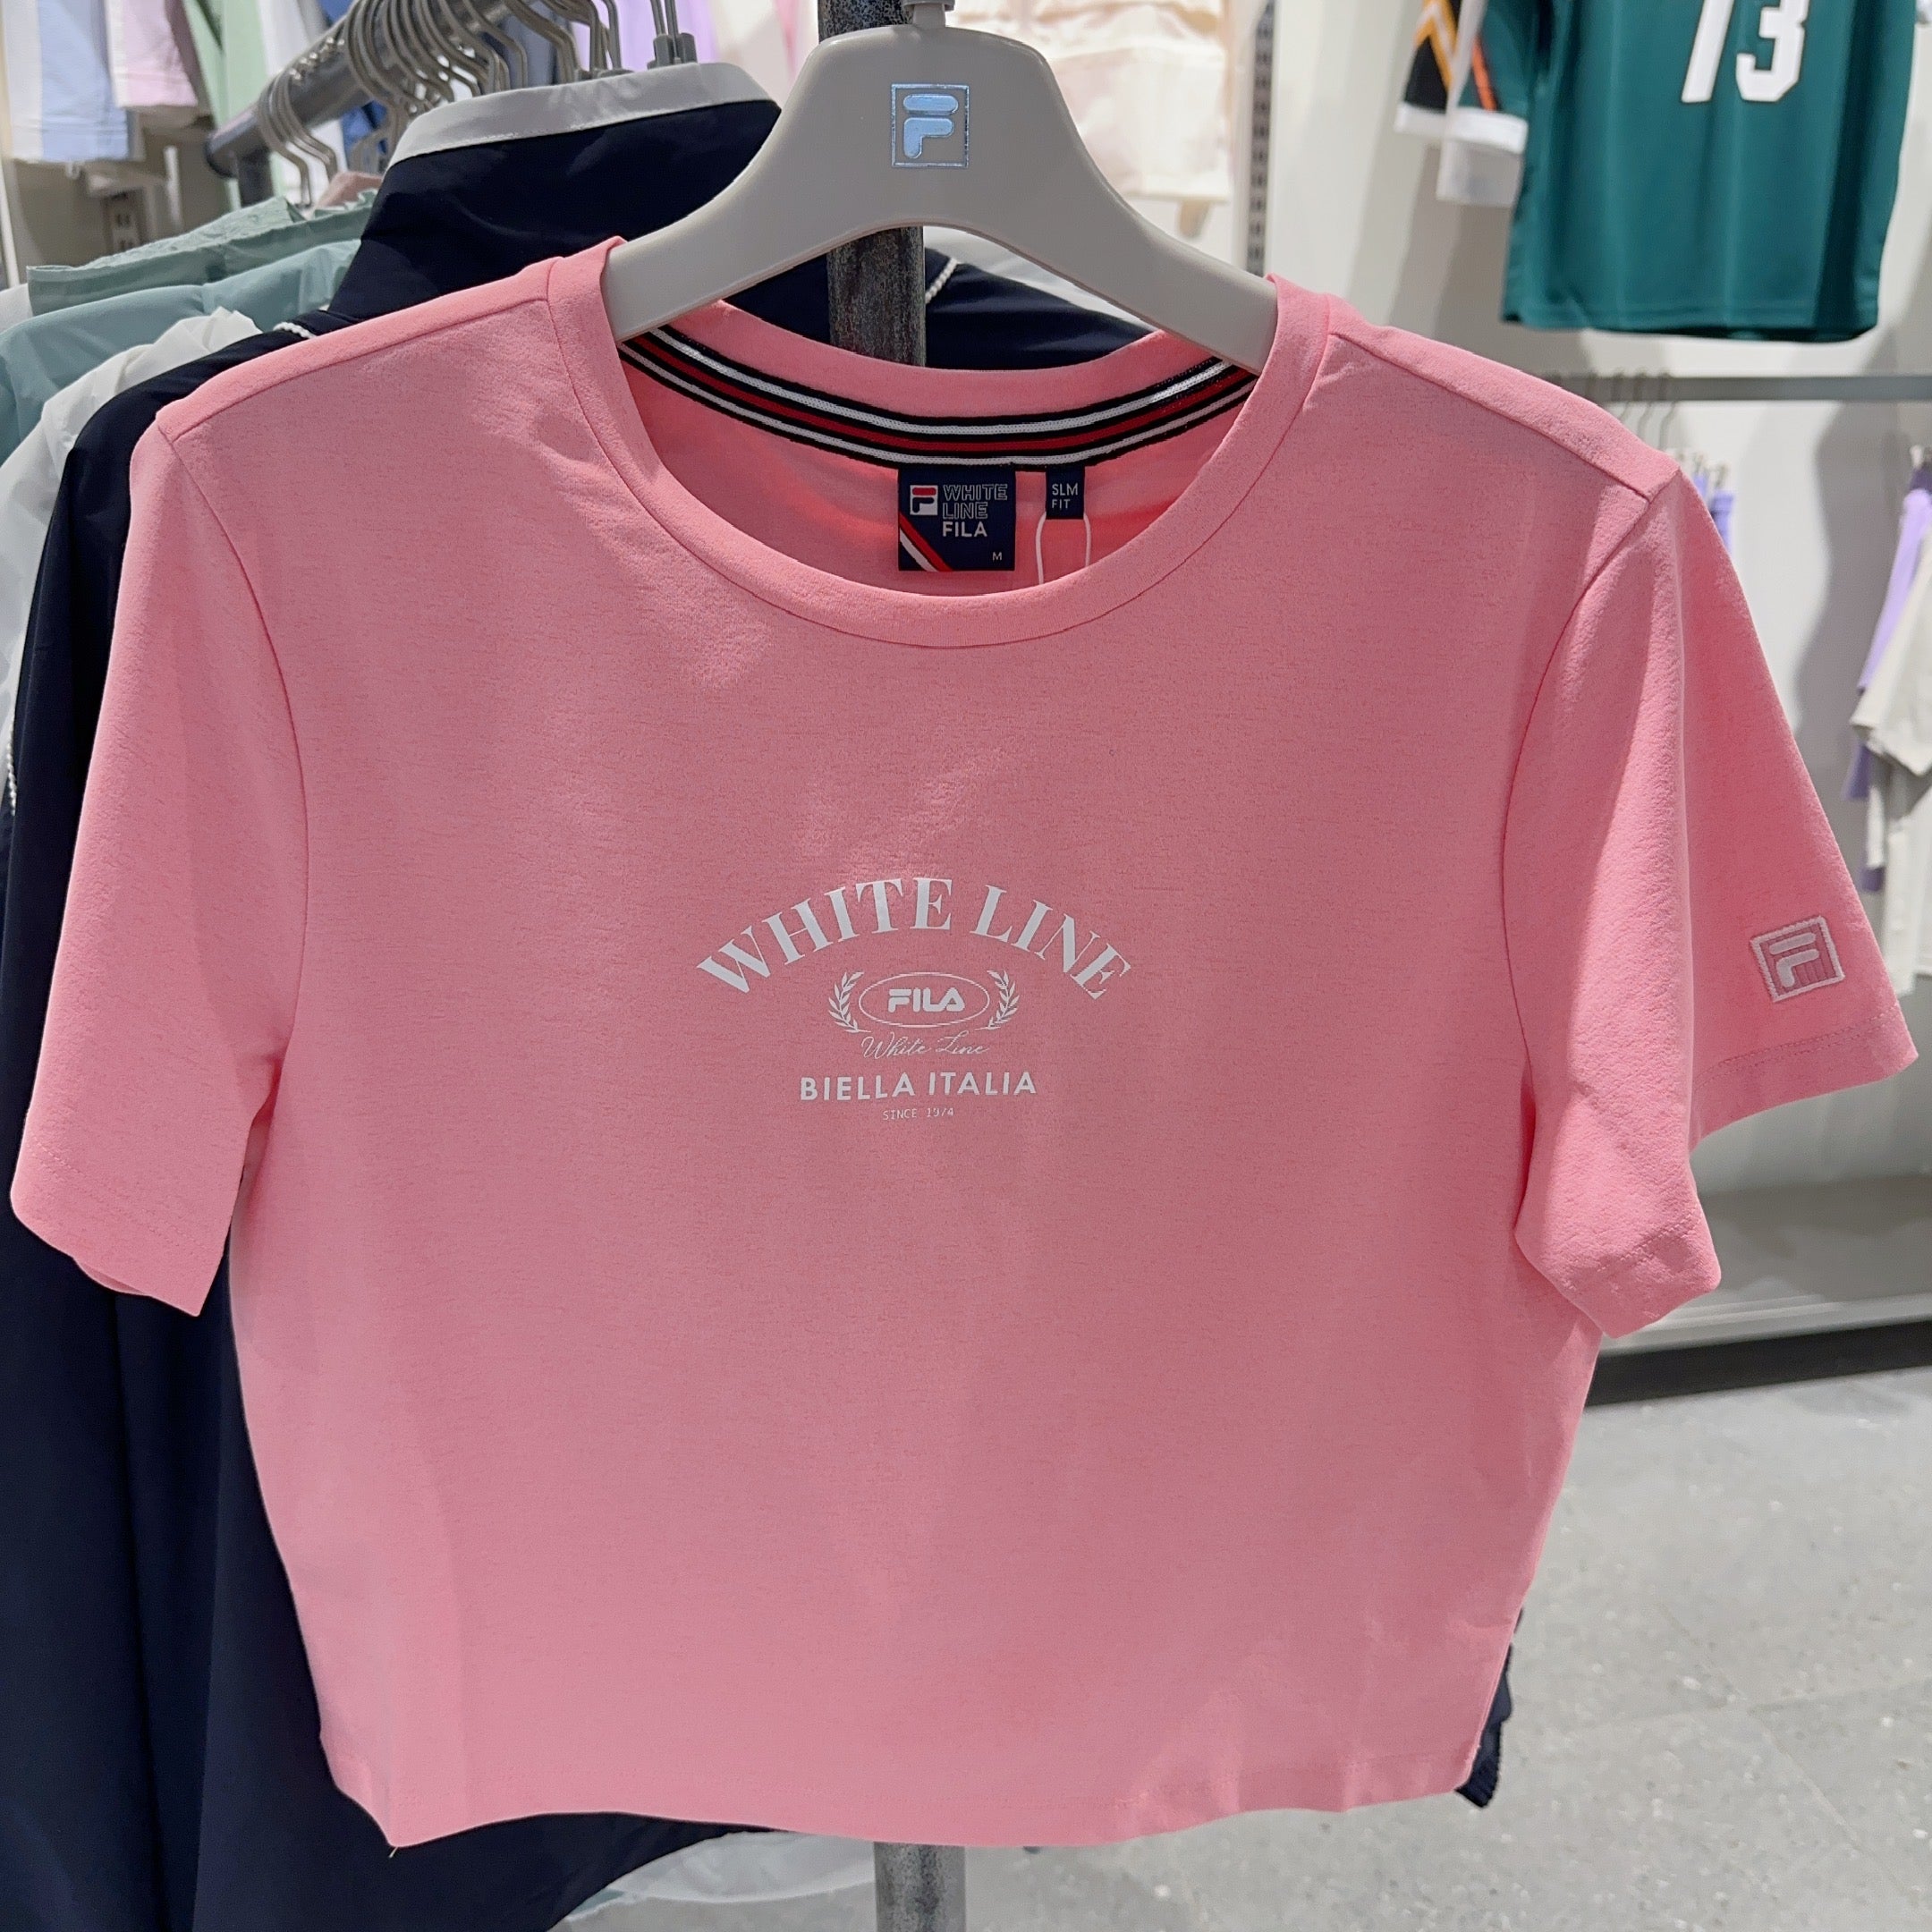 F
73
F WHITE
LINE
FILA
M
SLM
FIT
WHITE LINE
FILA
White Line
BIELLA ITALIA
SINCE 1974
F